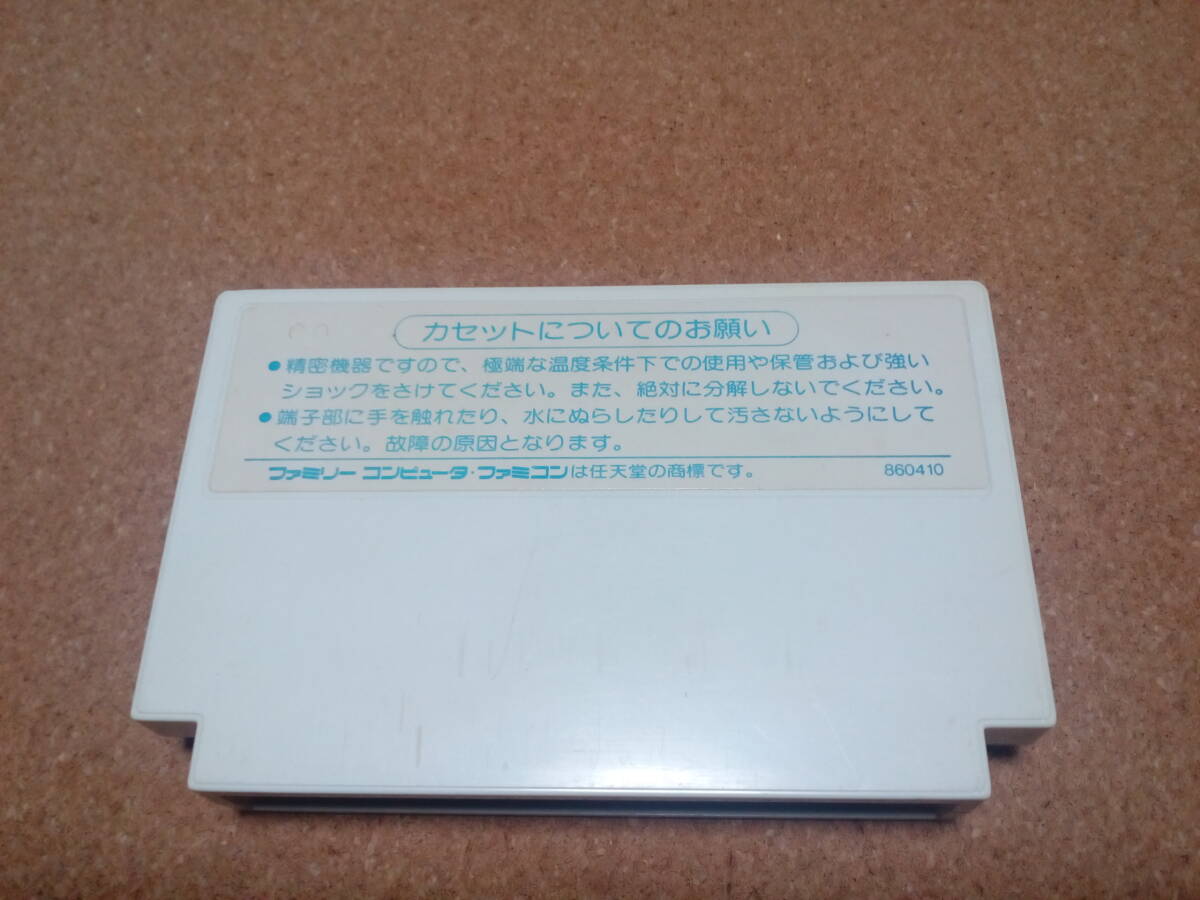 カセットについてのお願い
●精密機器ですので、極端な温度条件下での使用や保管および強い
ショックをさけてください。また、絶対に分解しないでください。
●端子部に手を触れたり、水にぬらしたりして汚さないようにして
ください。故障の原因となります。
ファミリー コンピュータ・ファミコンは任天堂の商標です。 860410